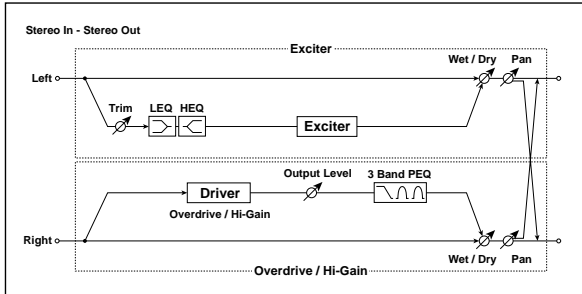 Stereo In - Stereo Out
Exciter
Wet / Dry Pan
Left
Trim LEQ HEQ
Exciter
Output Level 3 Band PEQ
Driver
Overdrive / Hi-Gain
Right
Wet / Dry Pan
Overdrive / Hi-Gain